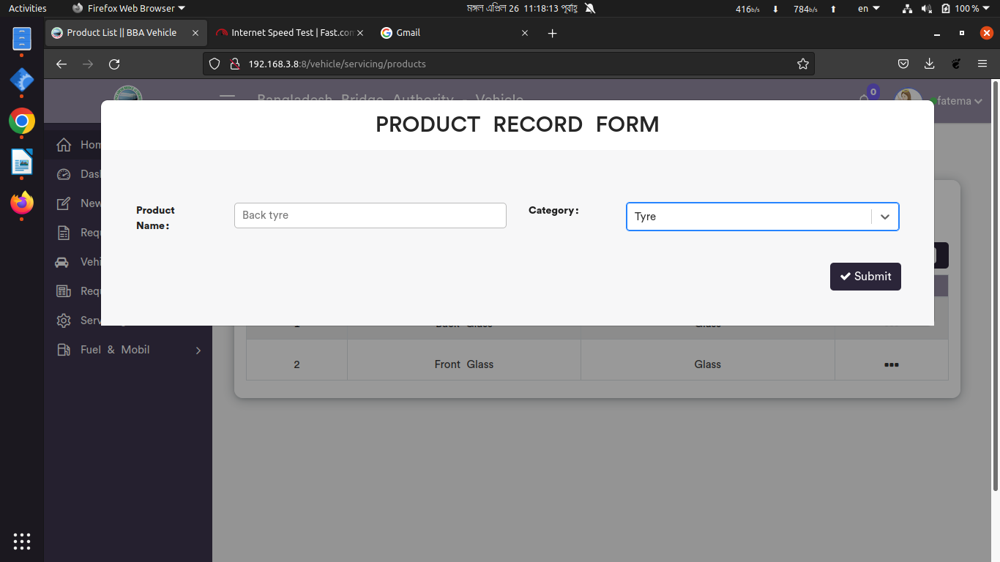 Activities Firefox Web Browser মঙ্গল এপ্রিল 26 11:18:13 পূর্বাহ্ণ 416b/s 784b/s en 100 %
Product List || BBA Vehicle Internet Speed Test | Fast.com Gmail
192.168.3.8:8/vehicle/servicing/products
Bangladesh Bridge Authority - Vehicle 0 fatema
PRODUCT RECORD FORM
Hom
Dash
New
Product Name: Back tyre Category: Tyre
Requ
Vehi
Submit
Requ
Serv
1 Back Glass Glass
Fuel & Mobil
2 Front Glass Glass